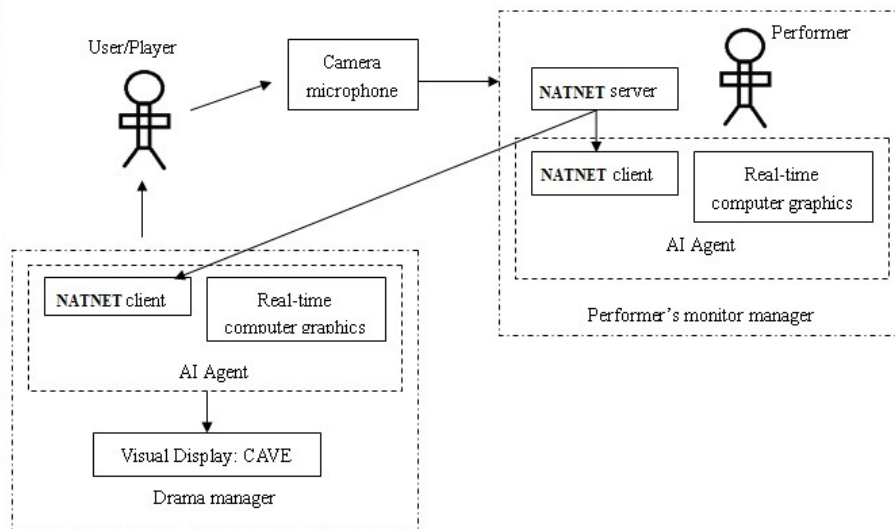 User/Player
Camera
microphone
Performer
NATNET server
NATNET client
Real-time
computer graphics
AI Agent
Performer's monitor manager
NATNET client
Real-time
computer graphics
AI Agent
Visual Display: CAVE
Drama manager